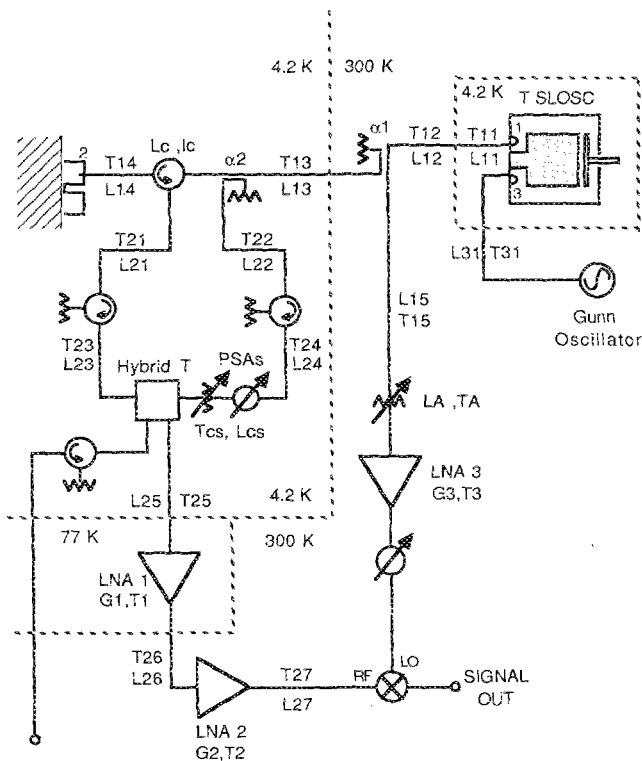 4.2 K
300 K
4.2 K
T SLOSC
α1
T12
L12
T11
L11
1
3
2
T14
L14
Lc , Ic
α2
T13
L13
T21
L21
T22
L22
L31 T31
Gunn
Oscillator
L15
T15
T23
L23
Hybrid T
PSAs
T24
L24
Tcs, Lcs
LA ,TA
LNA 3
G3,T3
L25 T25
4.2 K
77 K
300 K
LNA 1
G1,T1
T26
L26
T27
L27
RF
LO
SIGNAL
OUT
LNA 2
G2,T2